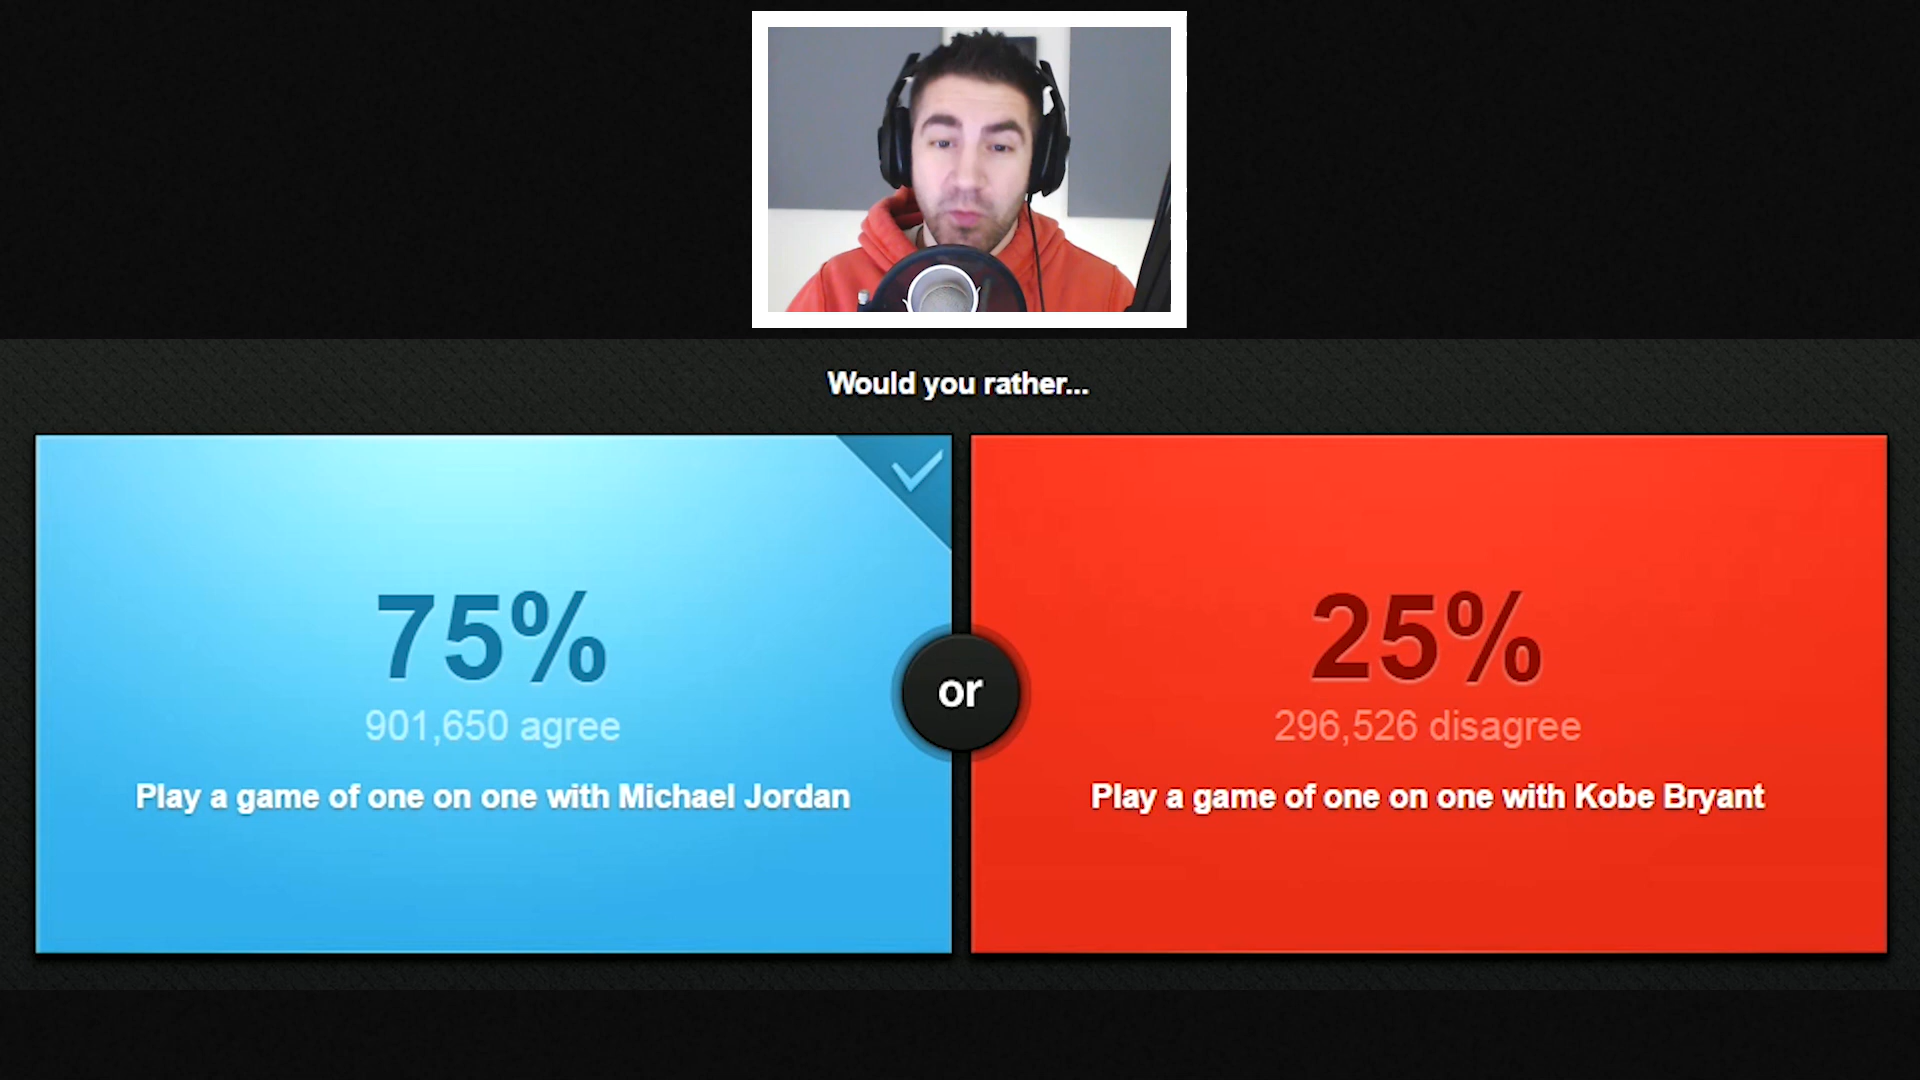 Would you rather...
75%
901,650 agree
Play a game of one on one with Michael Jordan
or
25%
296,526 disagree
Play a game of one on one with Kobe Bryant